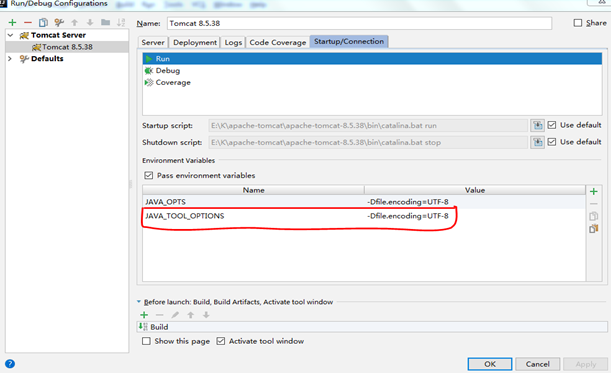 Run/Debug Configurations
Name: Tomcat 8.5.38
Share
Tomcat Server
Tomcat 8.5.38
Defaults
Server Deployment Logs Code Coverage Startup/Connection
Run
Debug
Coverage
Startup script: E:\K\apache-tomcat\apache-tomcat-8.5.38\bin\catalina.bat run Use default
Shutdown script: E:\K\apache-tomcat\apache-tomcat-8.5.38\bin\catalina.bat stop Use default
Environment Variables
Pass environment variables
Name Value
JAVA_OPTS -Dfile.encoding=UTF-8
JAVA_TOOL_OPTIONS -Dfile.encoding=UTF-8
Before launch: Build, Build Artifacts, Activate tool window
Build
Show this page Activate tool window
OK Cancel Apply